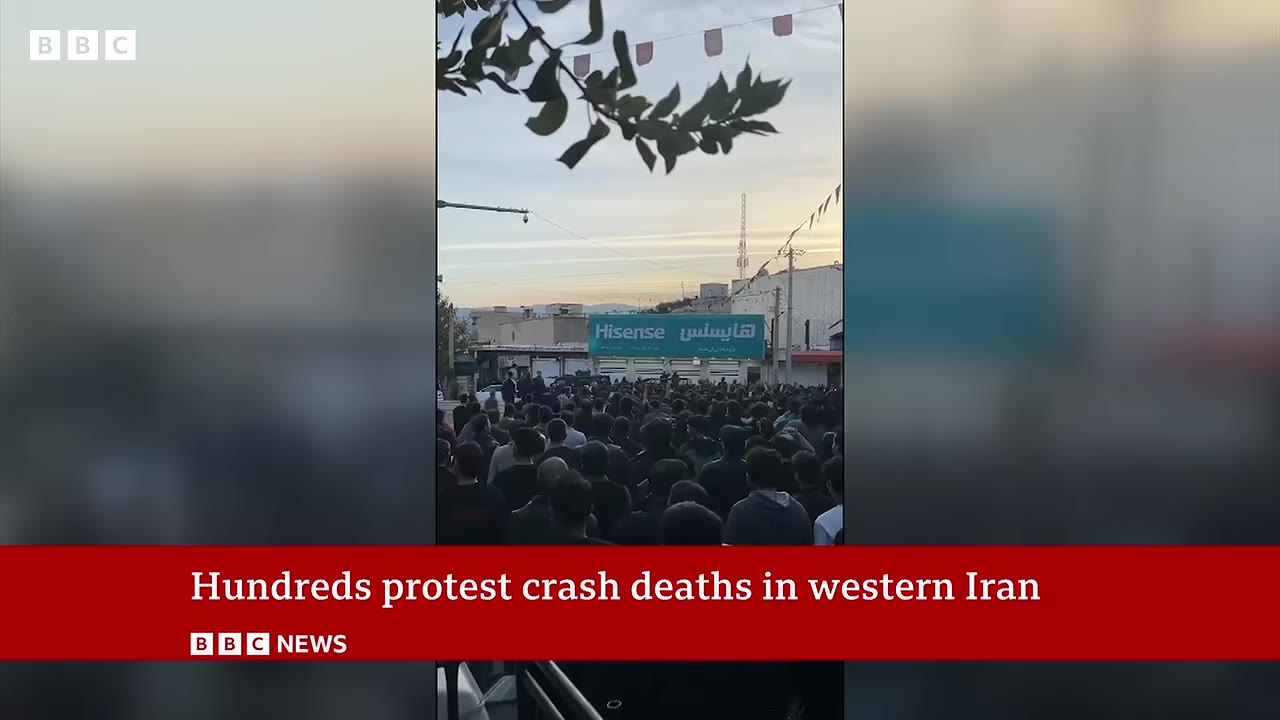 BBC
Hisense هایسنس
Hundreds protest crash deaths in western Iran
BBC NEWS